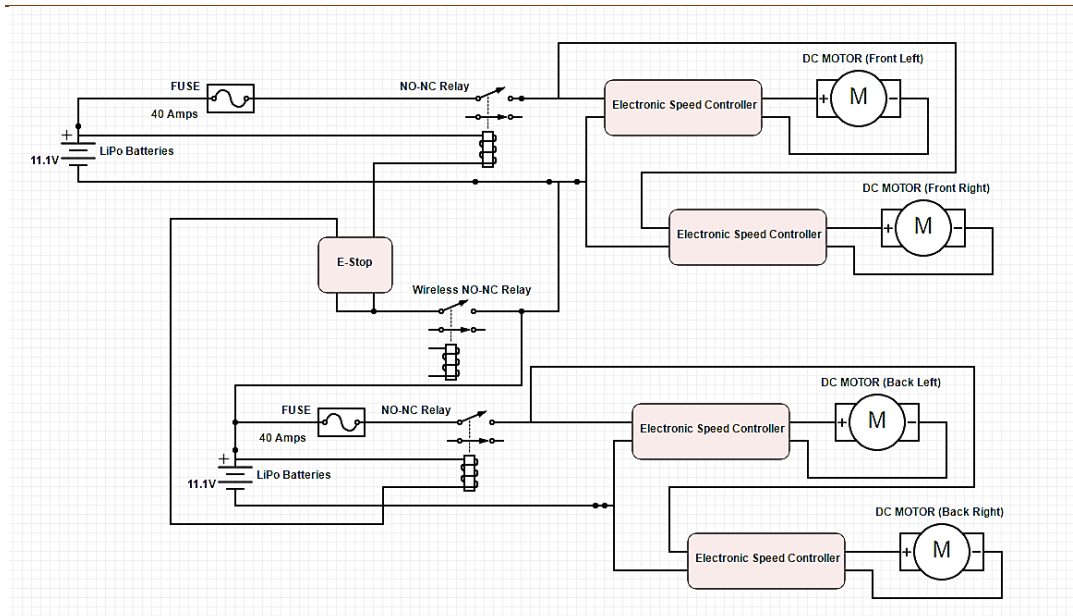 DC MOTOR (Front Left)
FUSE
NO-NC Relay
M
+
−
Electronic Speed Controller
40 Amps
+
LiPo Batteries
11.1V
DC MOTOR (Front Right)
M
+
−
Electronic Speed Controller
E-Stop
Wireless NO-NC Relay
DC MOTOR (Back Left)
FUSE
NO-NC Relay
M
+
−
Electronic Speed Controller
40 Amps
+
LiPo Batteries
11.1V
DC MOTOR (Back Right)
M
+
−
Electronic Speed Controller